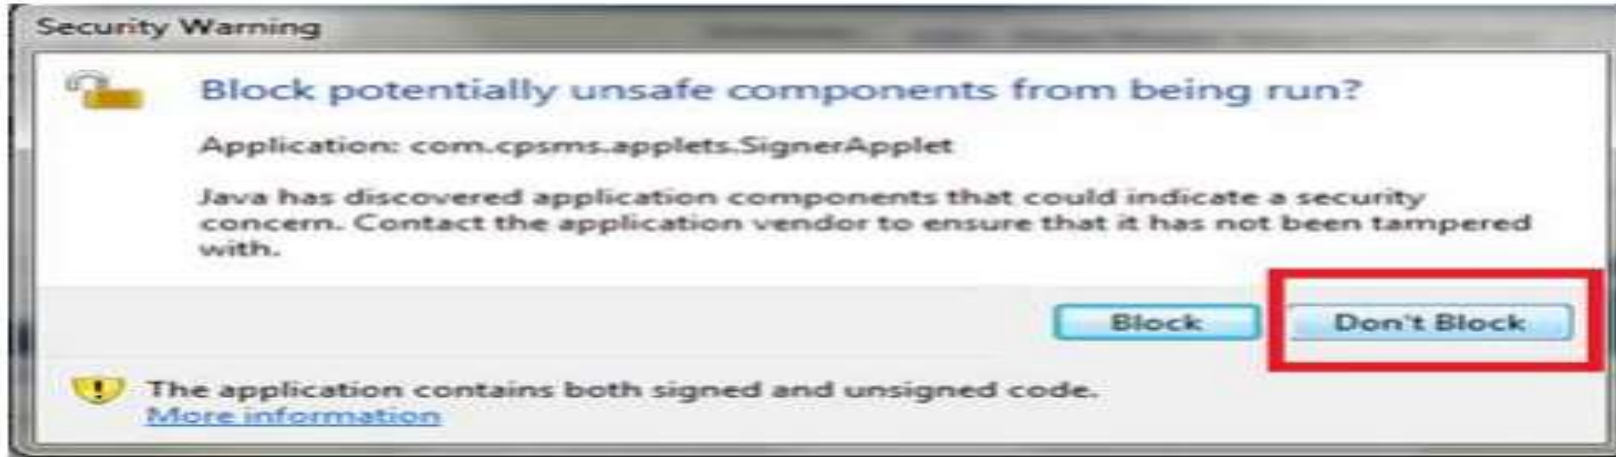 Security Warning
Block potentially unsafe components from being run?
Application: com.cpsms.applets.SignerApplet
Java has discovered application components that could indicate a security
concern. Contact the application vendor to ensure that it has not been tampered
with.
Block
Don't Block
The application contains both signed and unsigned code.
More information